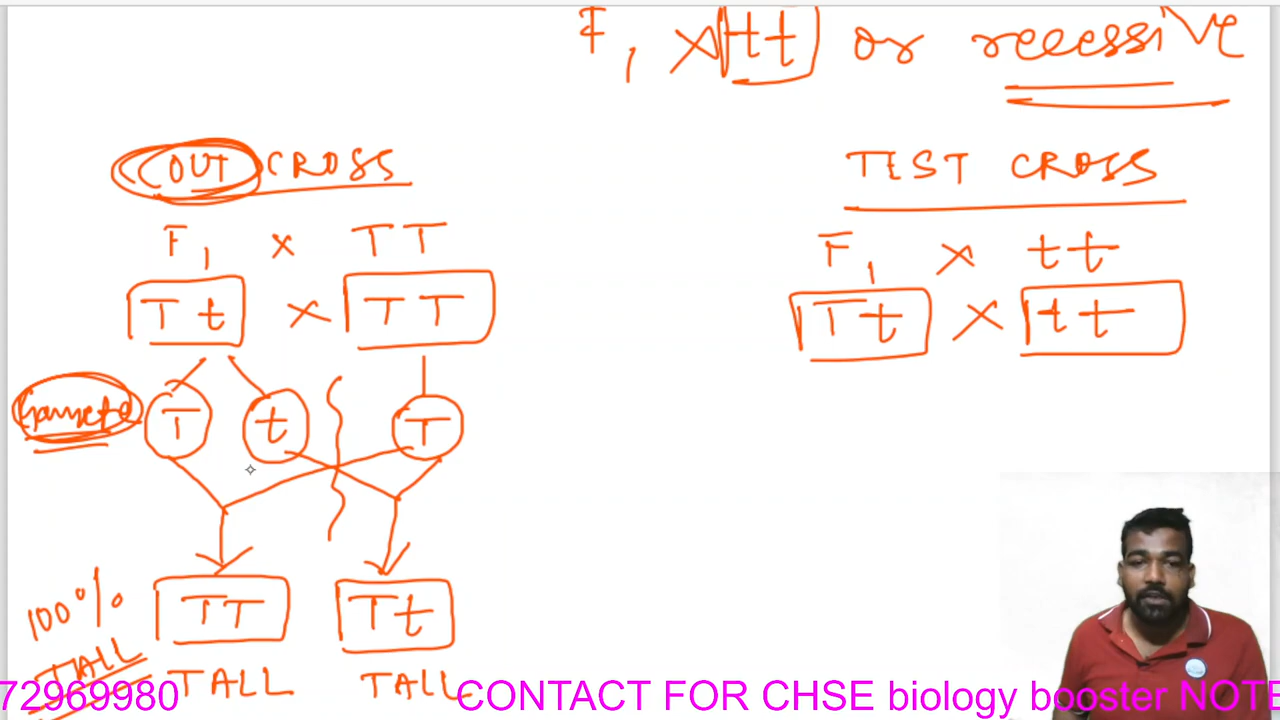 F1 × tt or recessive
OUT CROSS
F1 × TT
Tt × TT
Gamete T t T
TT Tt
100% TALL
TALL TALL
TEST CROSS
F1 × tt
Tt × tt
72969980 CONTACT FOR CHSE biology booster NOTE